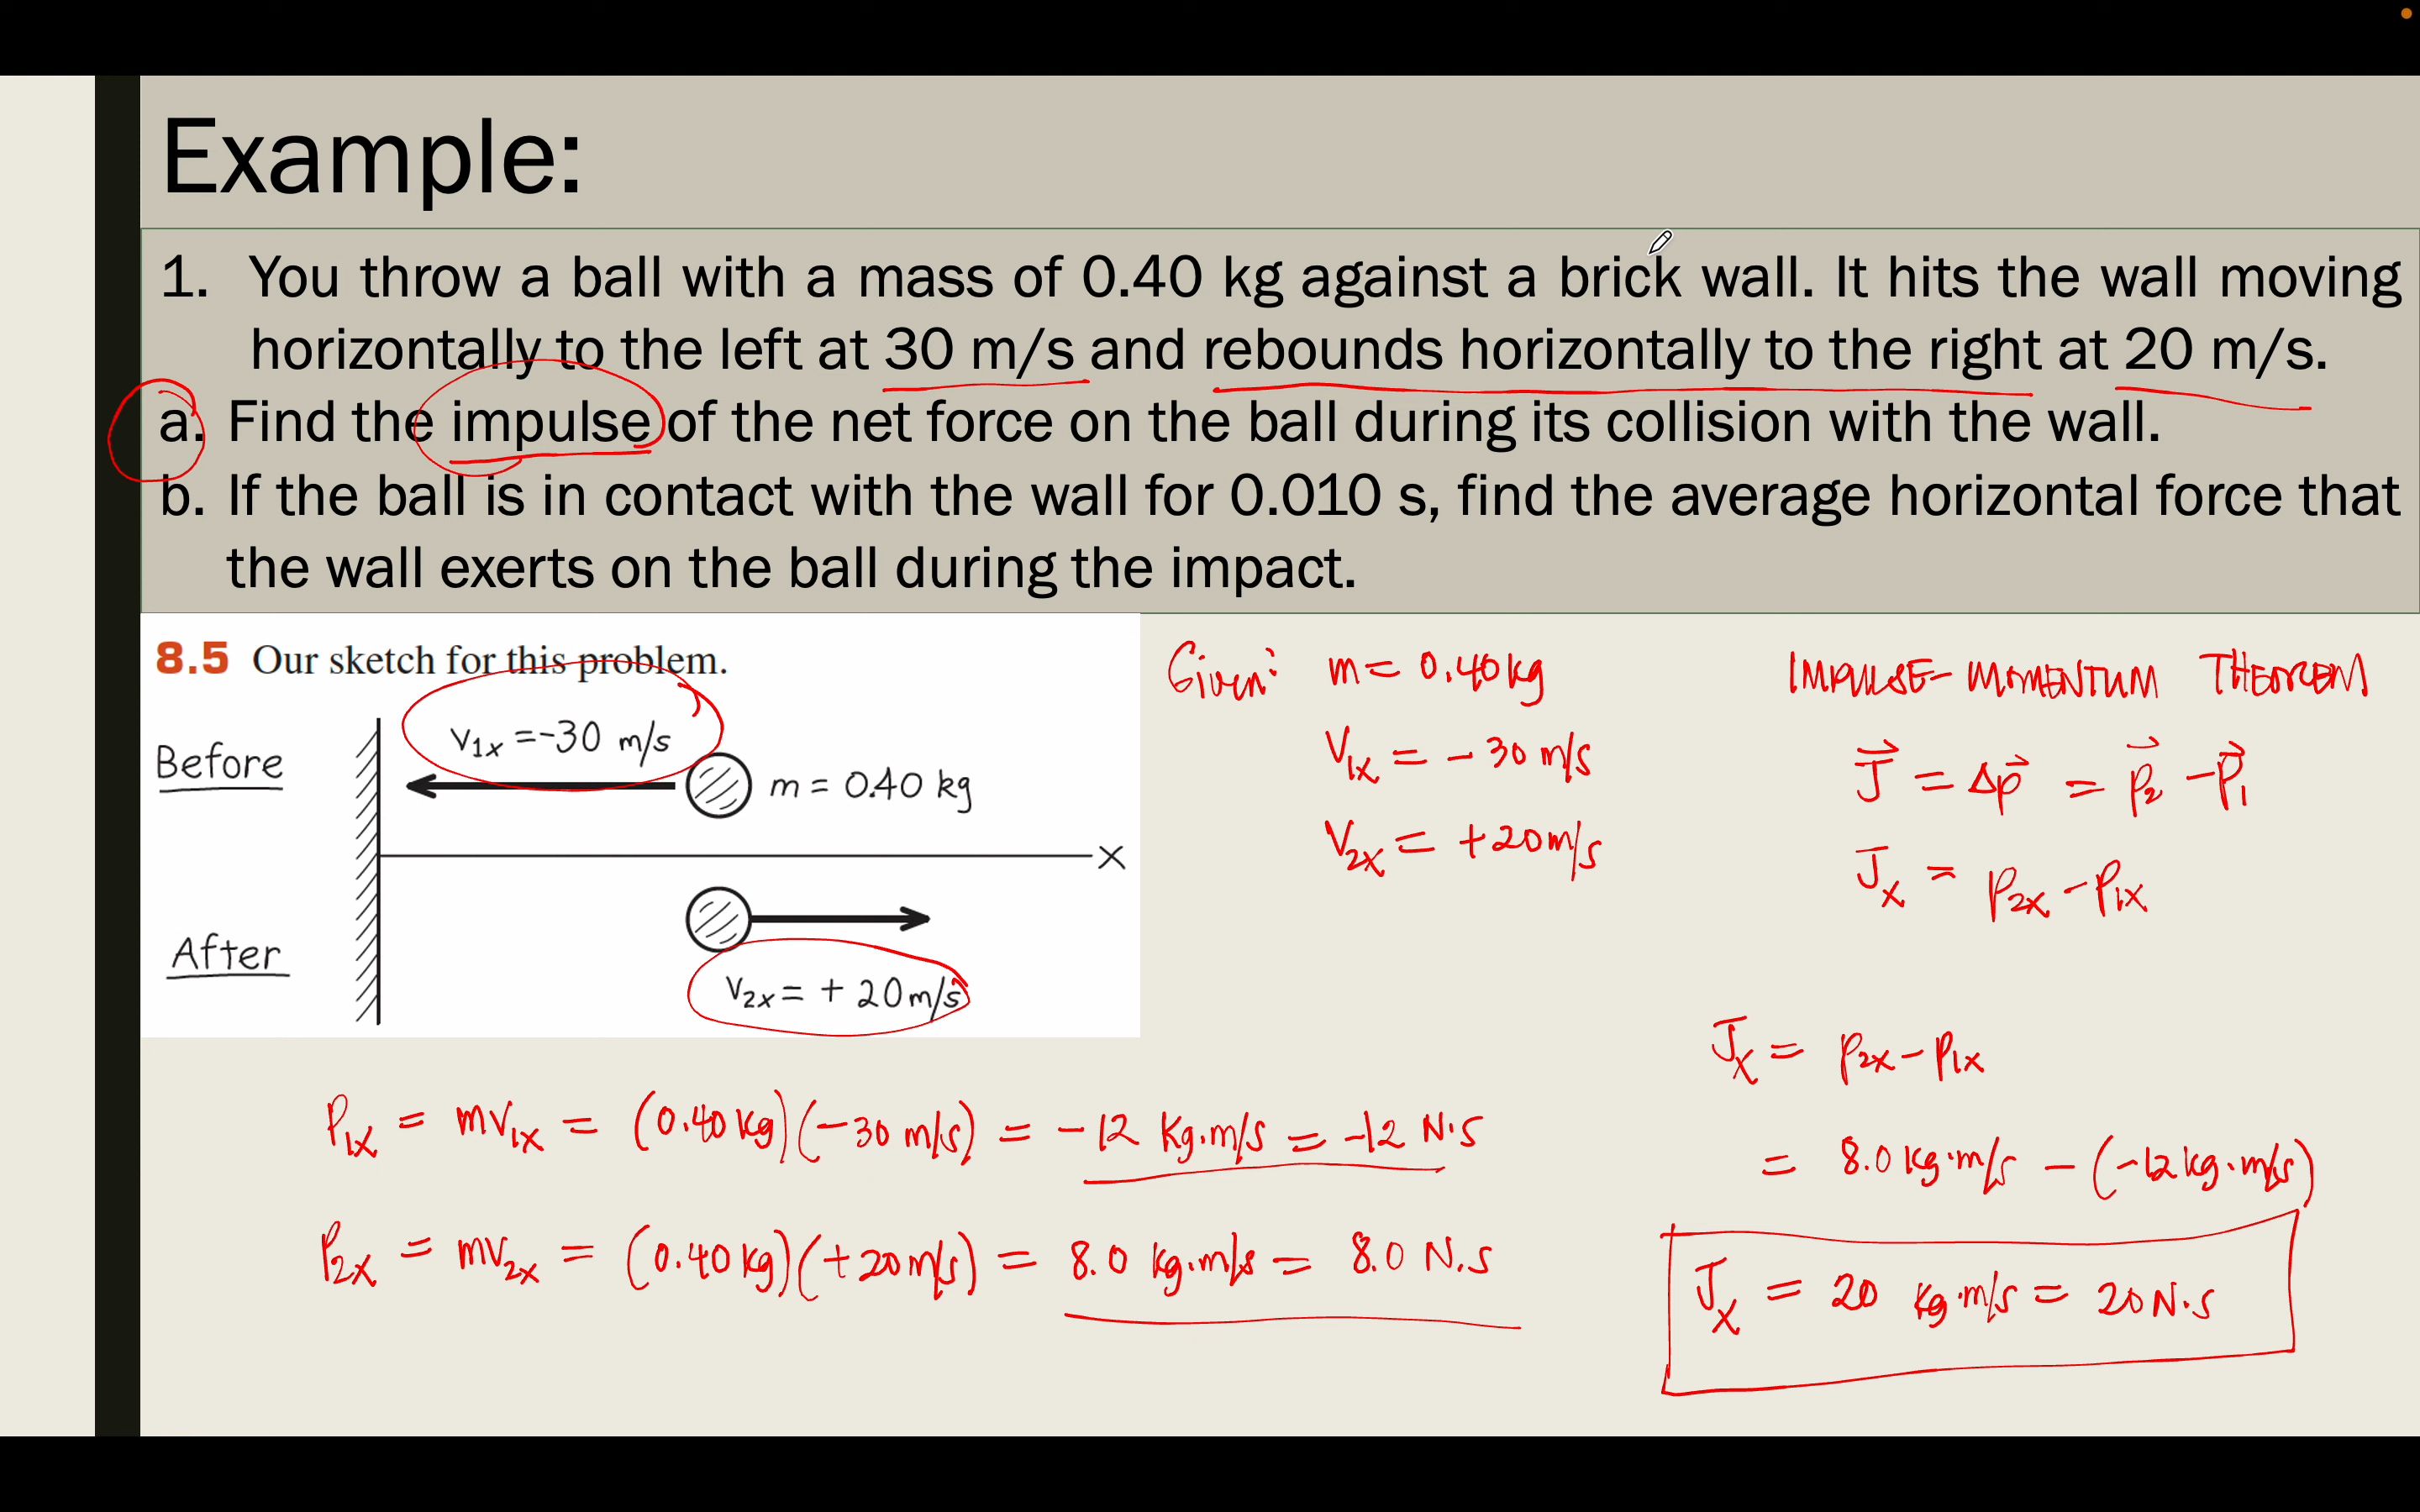 Example:
1. You throw a ball with a mass of 0.40 kg against a brick wall. It hits the wall moving
horizontally to the left at 30 m/s and rebounds horizontally to the right at 20 m/s.
a. Find the impulse of the net force on the ball during its collision with the wall.
b. If the ball is in contact with the wall for 0.010 s, find the average horizontal force that
the wall exerts on the ball during the impact.
8.5 Our sketch for this problem.
Before
v₁ₓ = -30 m/s
m = 0.40 kg
x
After
v₂ₓ = + 20 m/s
Given: m = 0.40 kg
V₁ₓ = - 30 m/s
V₂ₓ = + 20 m/s
IMPULSE-MOMENTUM THEOREM
J⃗ = Δp⃗ = p⃗₂ - p⃗₁
Jₓ = p₂ₓ - p₁ₓ
P₁ₓ = mv₁ₓ = (0.40 kg)(-30 m/s) = -12 kg·m/s = -12 N·s
P₂ₓ = mv₂ₓ = (0.40 kg)(+20 m/s) = 8.0 kg·m/s = 8.0 N.s
Jₓ = p₂ₓ - p₁ₓ
= 8.0 kg·m/s - (-12 kg·m/s)
Jₓ = 20 kg·m/s = 20 N·s